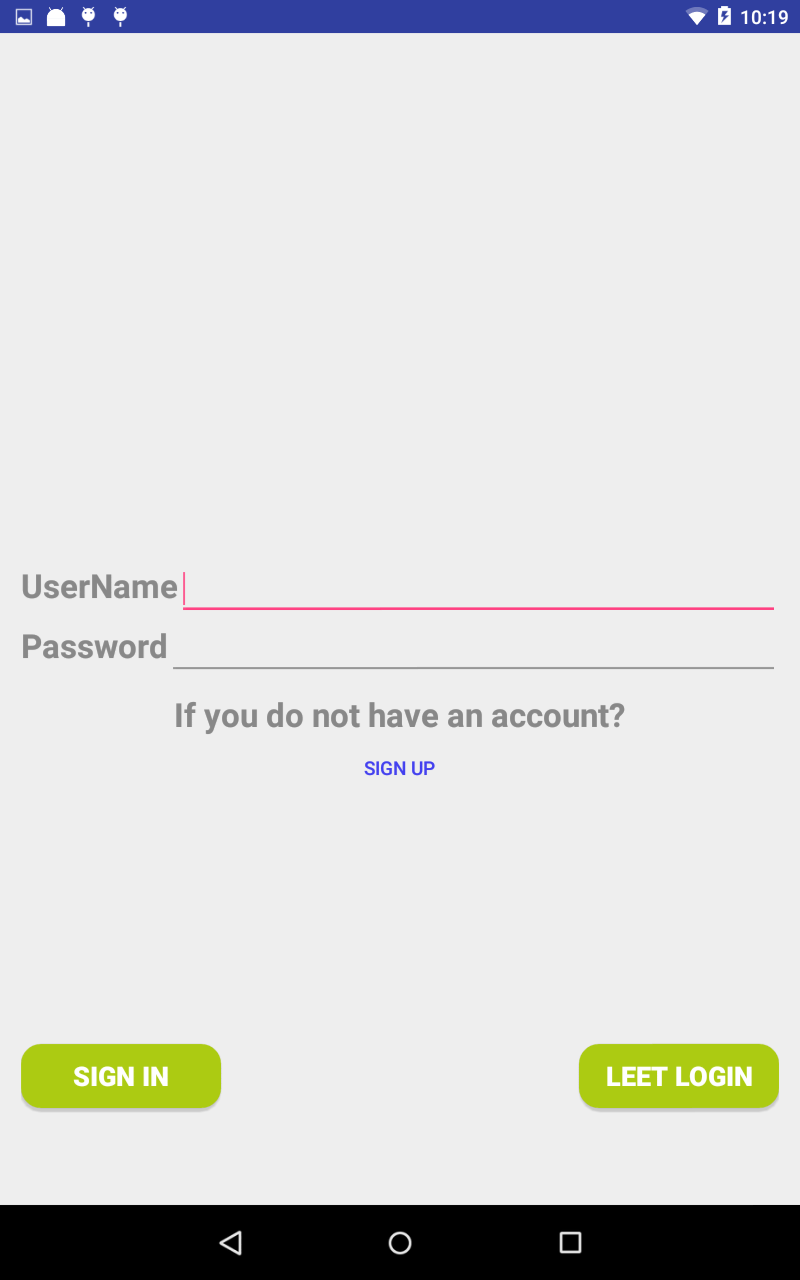 10:19
UserName
Password
If you do not have an account?
SIGN UP
SIGN IN
LEET LOGIN